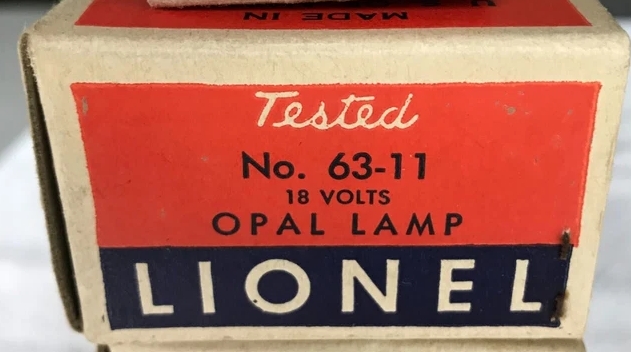 MADE IN
Tested
No. 63-11
18 VOLTS
OPAL LAMP
LIONEL